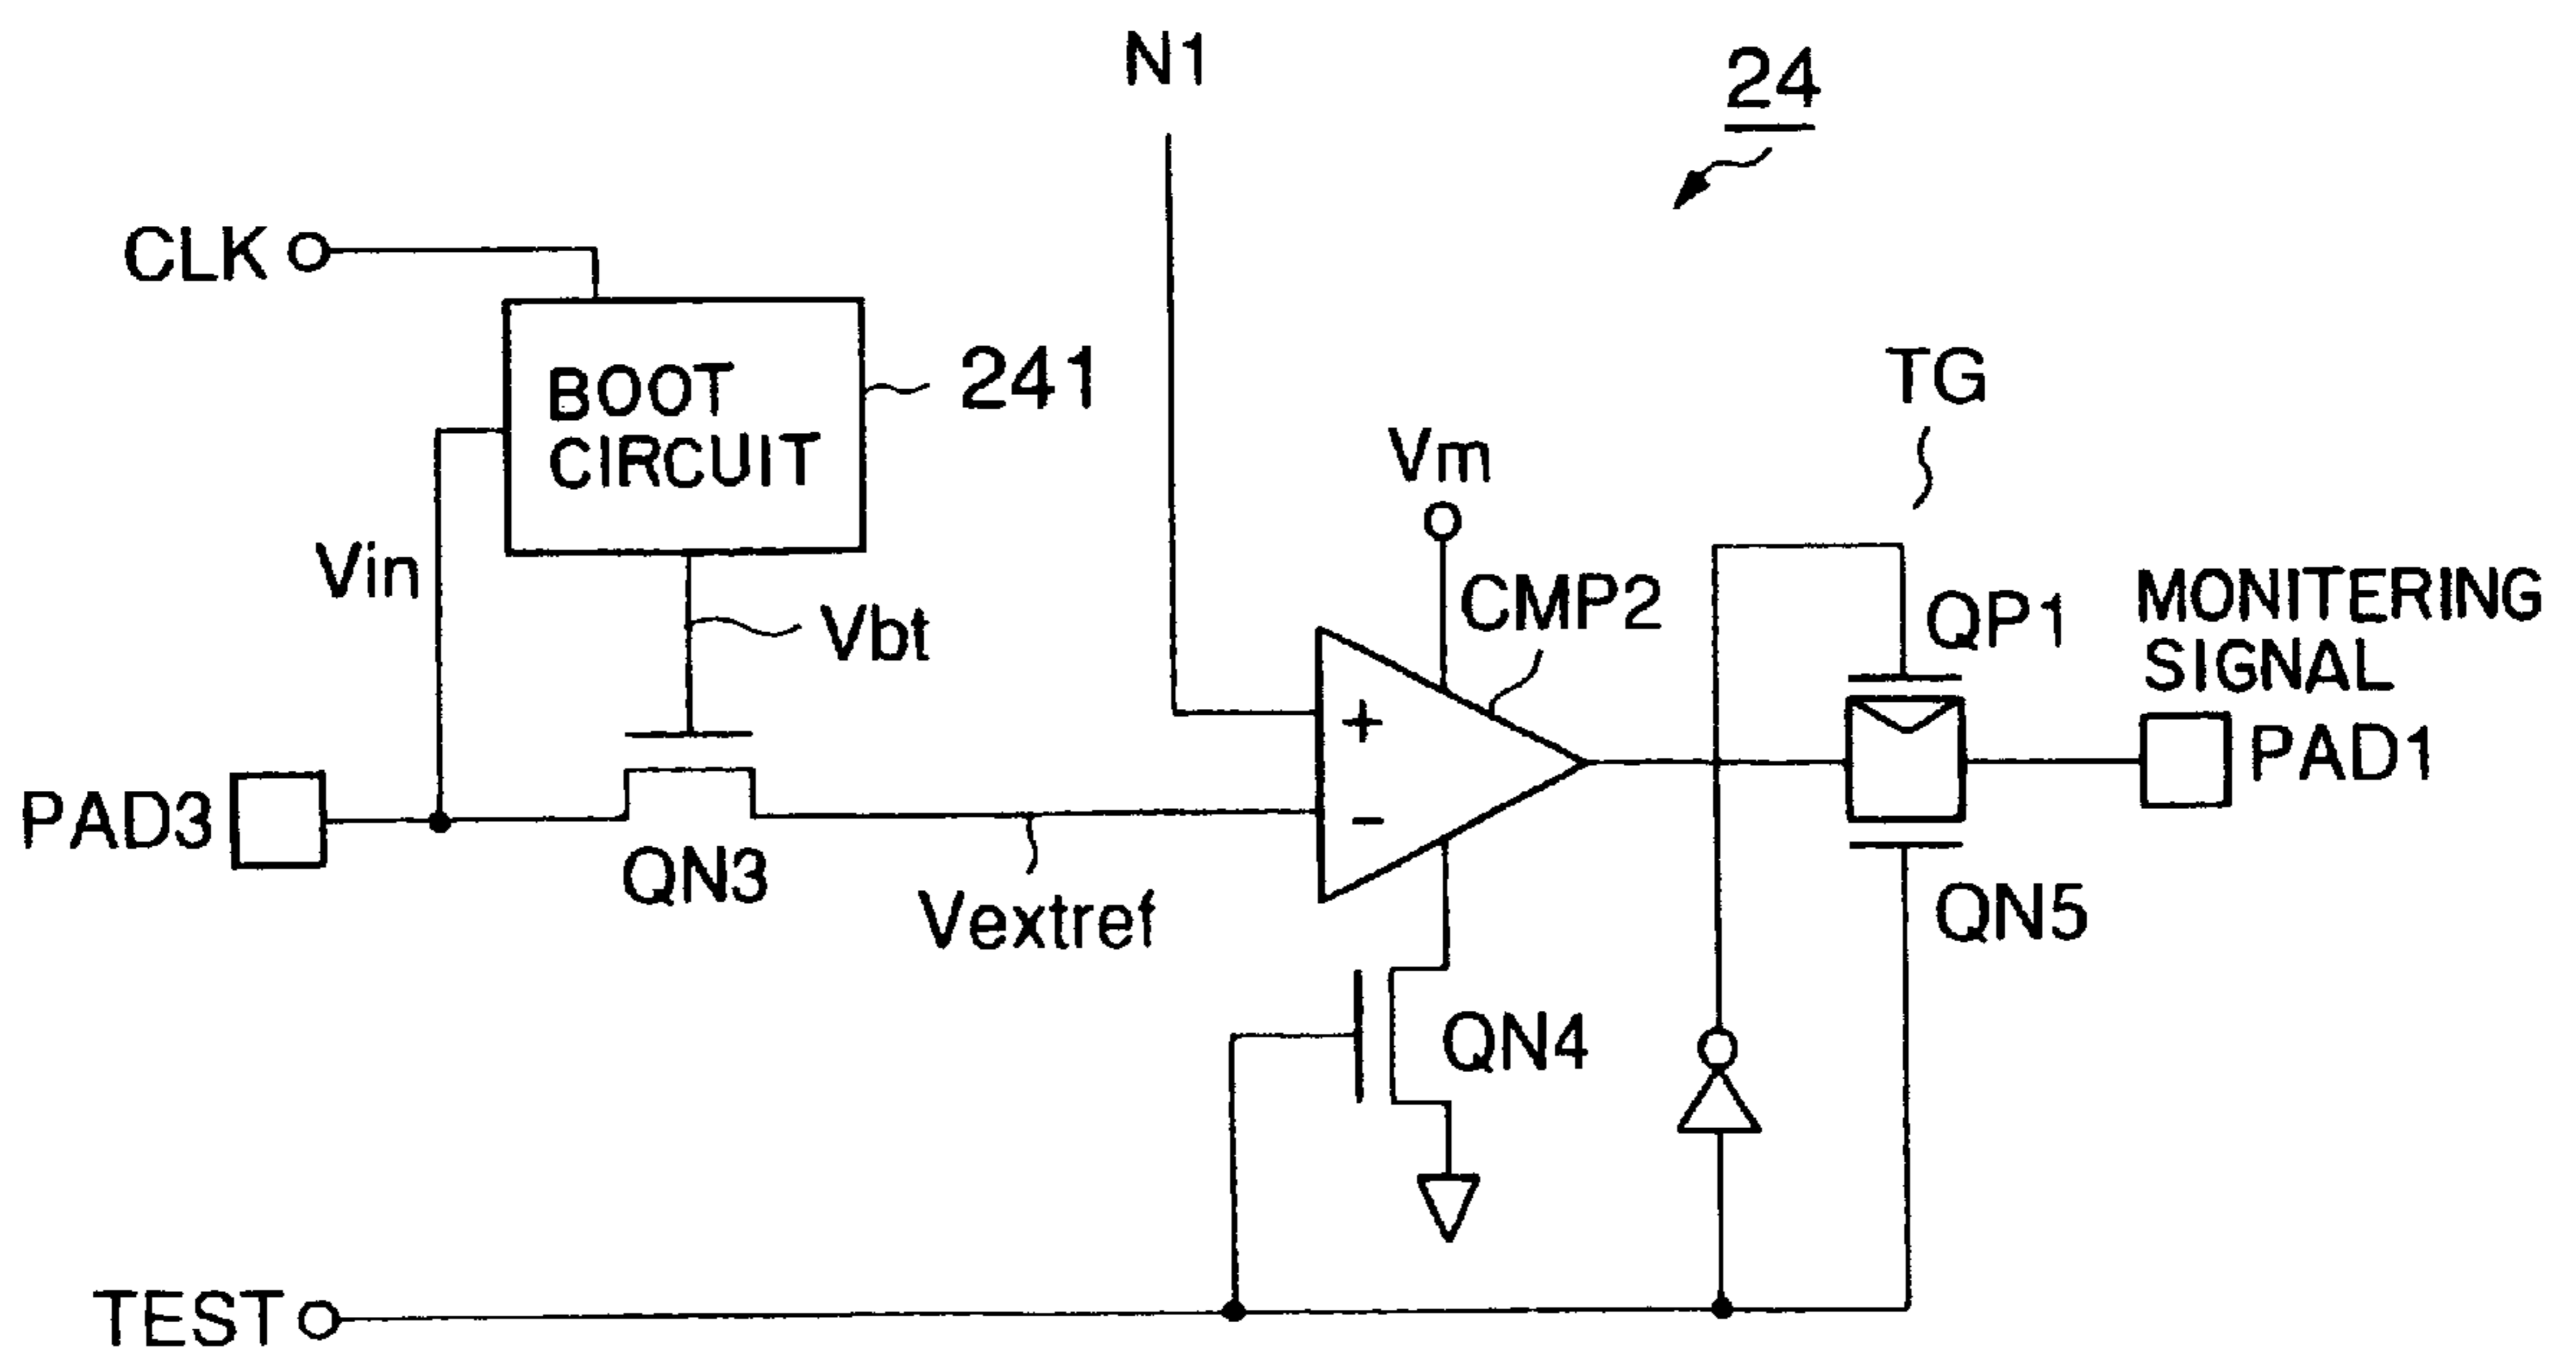 N1
24
CLK
BOOT
CIRCUIT
241
TG
Vm
Vin
CMP2
QP1
MONITERING
SIGNAL
Vbt
+
PAD1
PAD3
-
QN3
Vextref
QN5
QN4
TEST